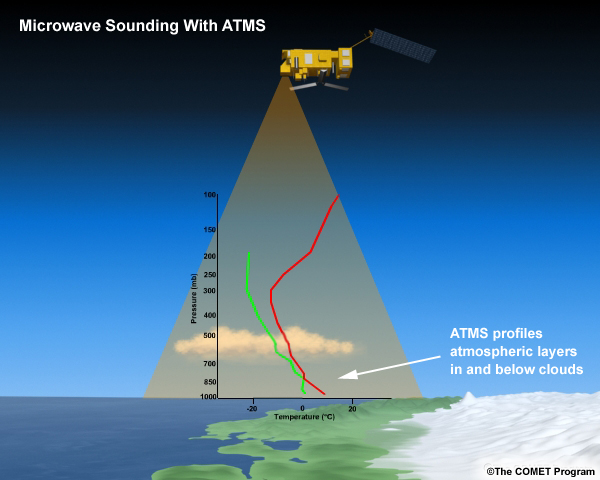 Microwave Sounding With ATMS
100
150
200
250
300
400
500
700
850
1000
Pressure (mb)
-20
0
20
Temperature (°C)
ATMS profiles
atmospheric layers
in and below clouds
©The COMET Program